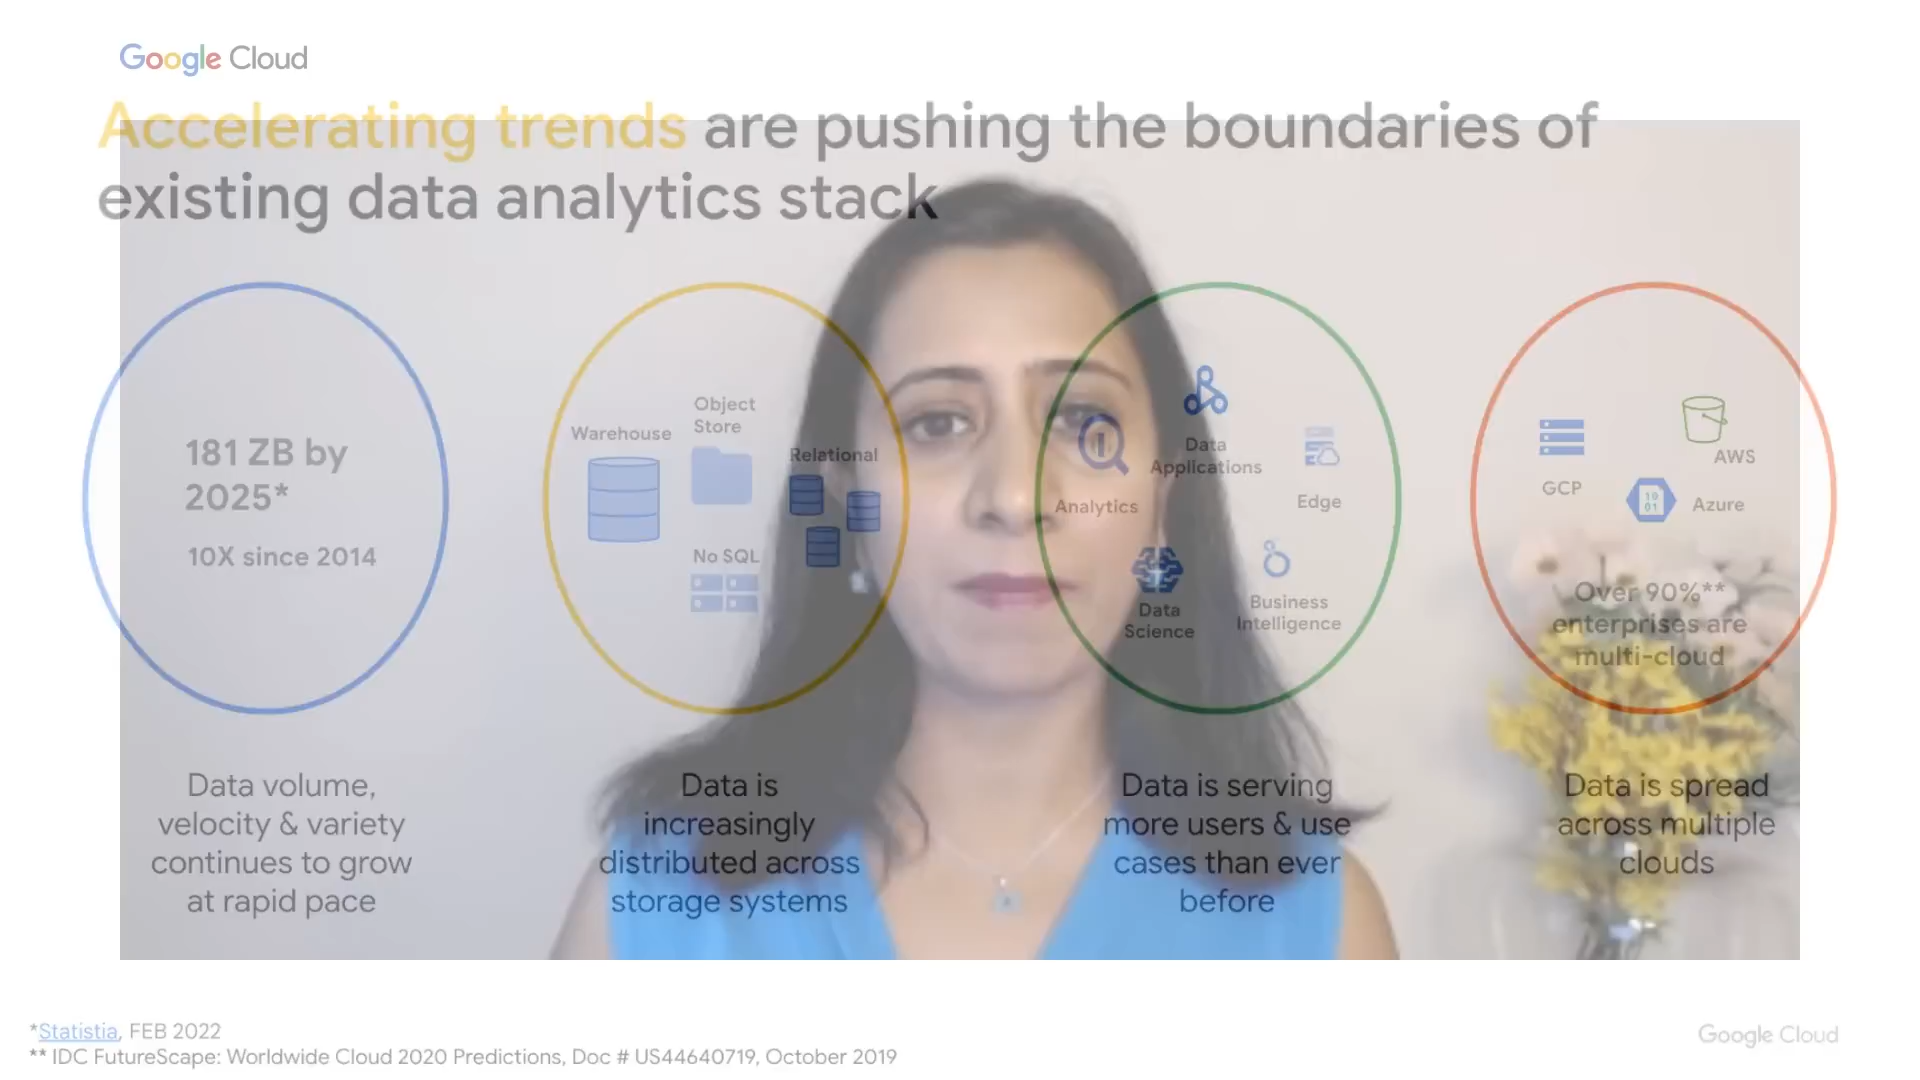 Google Cloud
Accelerating trends are pushing the boundaries of
existing data analytics stack
181 ZB by
2025*
10X since 2014
Data volume,
velocity & variety
continues to grow
at rapid pace
Warehouse
Object
Store
Relational
No SQL
Data is
increasingly
distributed across
storage systems
Data
Applications
Analytics
Edge
Data
Science
Business
Intelligence
Data is serving
more users & use
cases than ever
before
GCP
AWS
10
01
Azure
Over 90%**
enterprises are
multi-cloud
Data is spread
across multiple
clouds
*Statistia, FEB 2022
** IDC FutureScape: Worldwide Cloud 2020 Predictions, Doc # US44640719, October 2019
Google Cloud